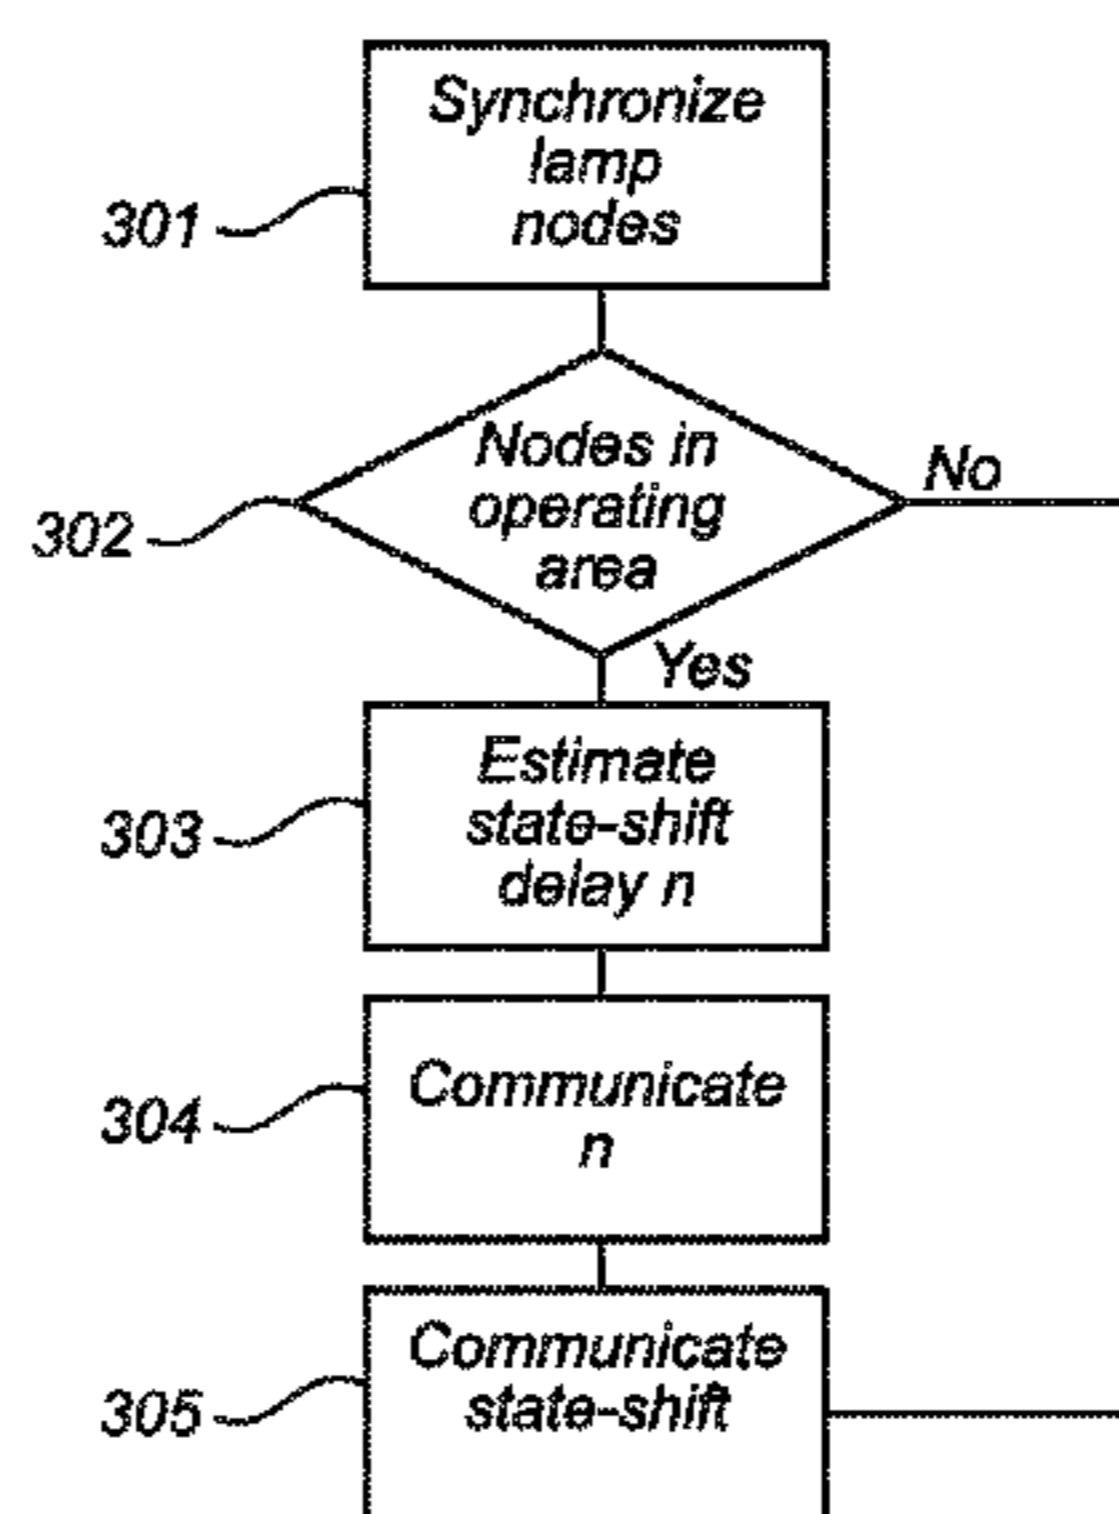 Synchronize
lamp
nodes
301
Nodes in
operating
area
No
302
Yes
Estimate
state-shift
delay n
303
Communicate
n
304
Communicate
state-shift
305